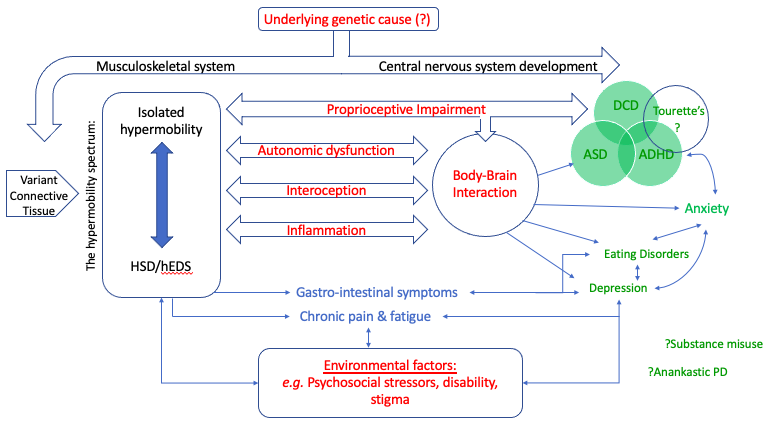 Underlying genetic cause (?)
Musculoskeletal system
Central nervous system development
The hypermobility spectrum:
Isolated
hypermobility
HSD/hEDS
Variant
Connective
Tissue
Proprioceptive Impairment
Autonomic dysfunction
Interoception
Inflammation
Body-Brain
Interaction
DCD
Tourette's
?
ASD
ADHD
Anxiety
Eating Disorders
Depression
Gastro-intestinal symptoms
Chronic pain & fatigue
Environmental factors:
e.g. Psychosocial stressors, disability,
stigma
?Substance misuse
?Anankastic PD